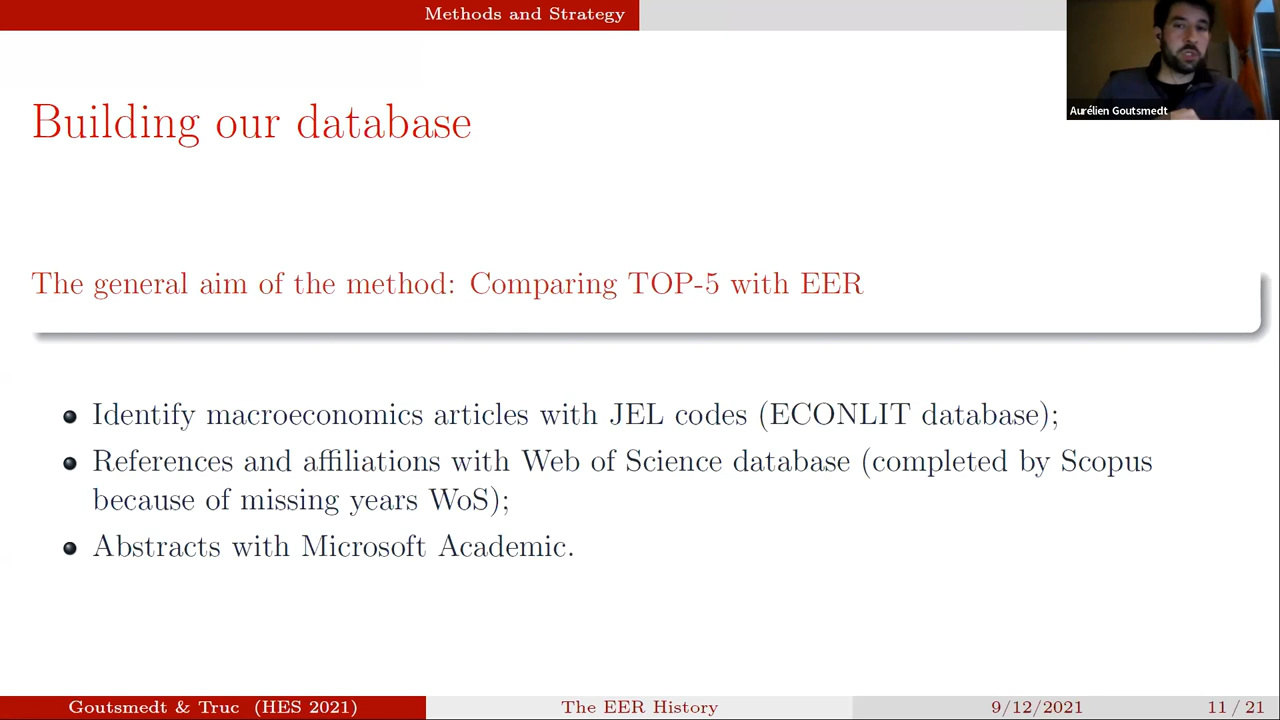 Methods and Strategy
Aurélien Goutsmedt
Building our database
The general aim of the method: Comparing TOP-5 with EER
Identify macroeconomics articles with JEL codes (ECONLIT database);
References and affiliations with Web of Science database (completed by Scopus
because of missing years WoS);
Abstracts with Microsoft Academic.
Goutsmedt & Truc (HES 2021)
The EER History
9/12/2021
11 / 21